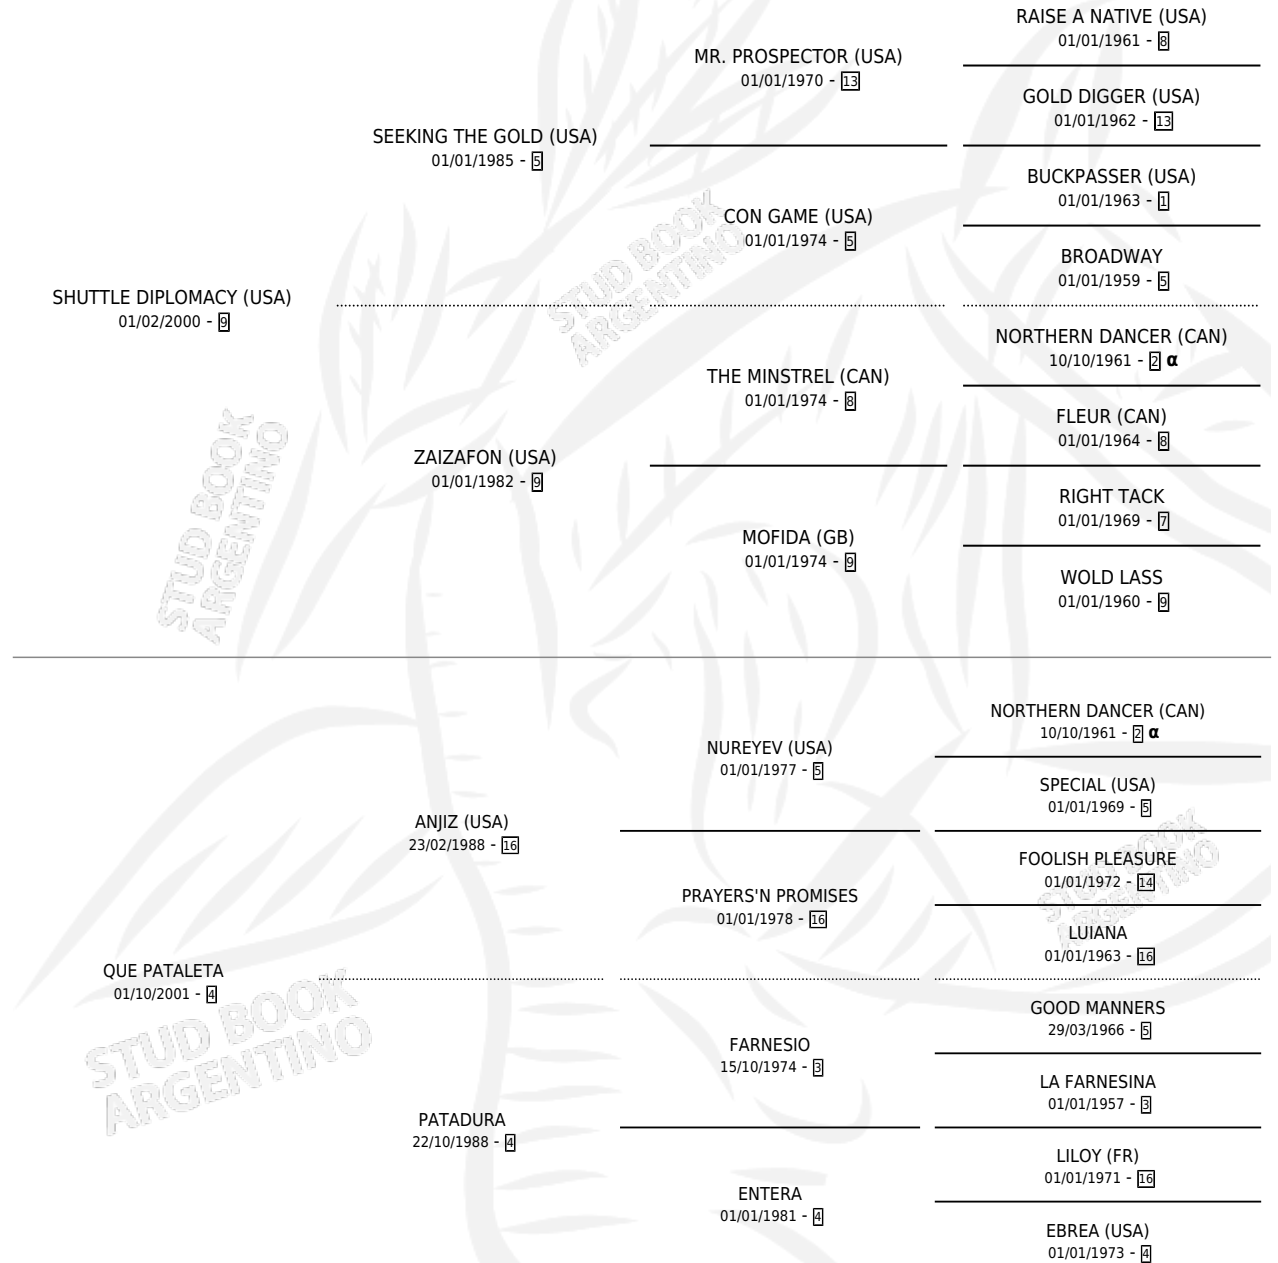 RAISE A NATIVE (USA)
01/01/1961 - 8
MR. PROSPECTOR (USA)
01/01/1970 - 13
GOLD DIGGER (USA)
01/01/1962 - 13
SEEKING THE GOLD (USA)
01/01/1985 - 5
BUCKPASSER (USA)
01/01/1963 - 1
CON GAME (USA)
01/01/1974 - 5
BROADWAY
01/01/1959 - 5
SHUTTLE DIPLOMACY (USA)
01/02/2000 - 9
NORTHERN DANCER (CAN)
10/10/1961 - 2 α
THE MINSTREL (CAN)
01/01/1974 - 8
FLEUR (CAN)
01/01/1964 - 8
ZAIZAFON (USA)
01/01/1982 - 9
RIGHT TACK
01/01/1969 - 7
MOFIDA (GB)
01/01/1974 - 9
WOLD LASS
01/01/1960 - 9
STUD BOOK
ARGENTINO
STUD BOOK
ARGENTINO
NORTHERN DANCER (CAN)
10/10/1961 - 2 α
NUREYEV (USA)
01/01/1977 - 5
SPECIAL (USA)
01/01/1969 - 5
ANJIZ (USA)
23/02/1988 - 16
FOOLISH PLEASURE
01/01/1972 - 14
PRAYERS'N PROMISES
01/01/1978 - 16
LUIANA
01/01/1963 - 16
QUE PATALETA
01/10/2001 - 4
GOOD MANNERS
29/03/1966 - 5
FARNESIO
15/10/1974 - 3
LA FARNESINA
01/01/1957 - 3
PATADURA
22/10/1988 - 4
LILOY (FR)
01/01/1971 - 16
ENTERA
01/01/1981 - 4
EBREA (USA)
01/01/1973 - 4
STUD BOOK
ARGENTINO
STUD BOOK
ARGENTINO